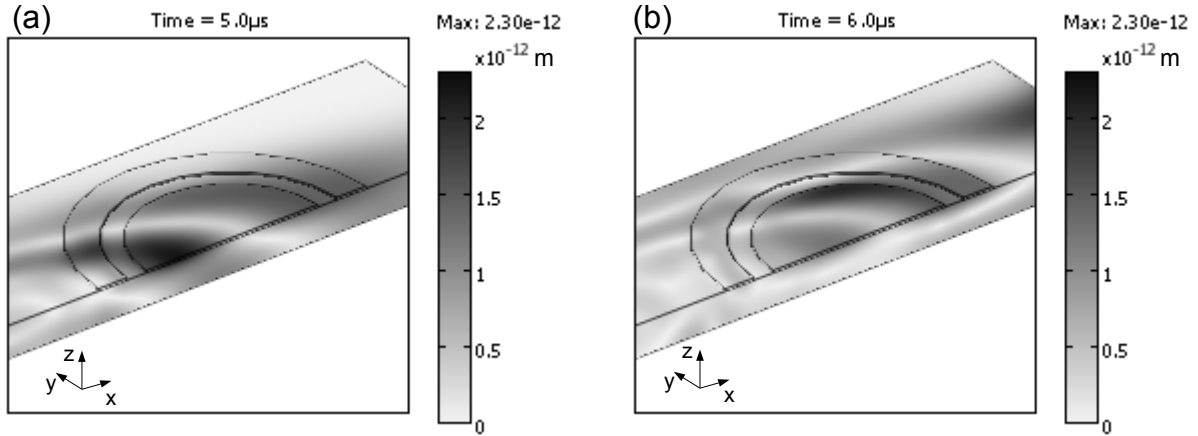 (a)
Time = 5.0µs
Max: 2.30e-12
x10⁻¹² m
2
1.5
1
0.5
0
z
y
x
(b)
Time = 6.0µs
Max: 2.30e-12
x10⁻¹² m
2
1.5
1
0.5
0
z
y
x